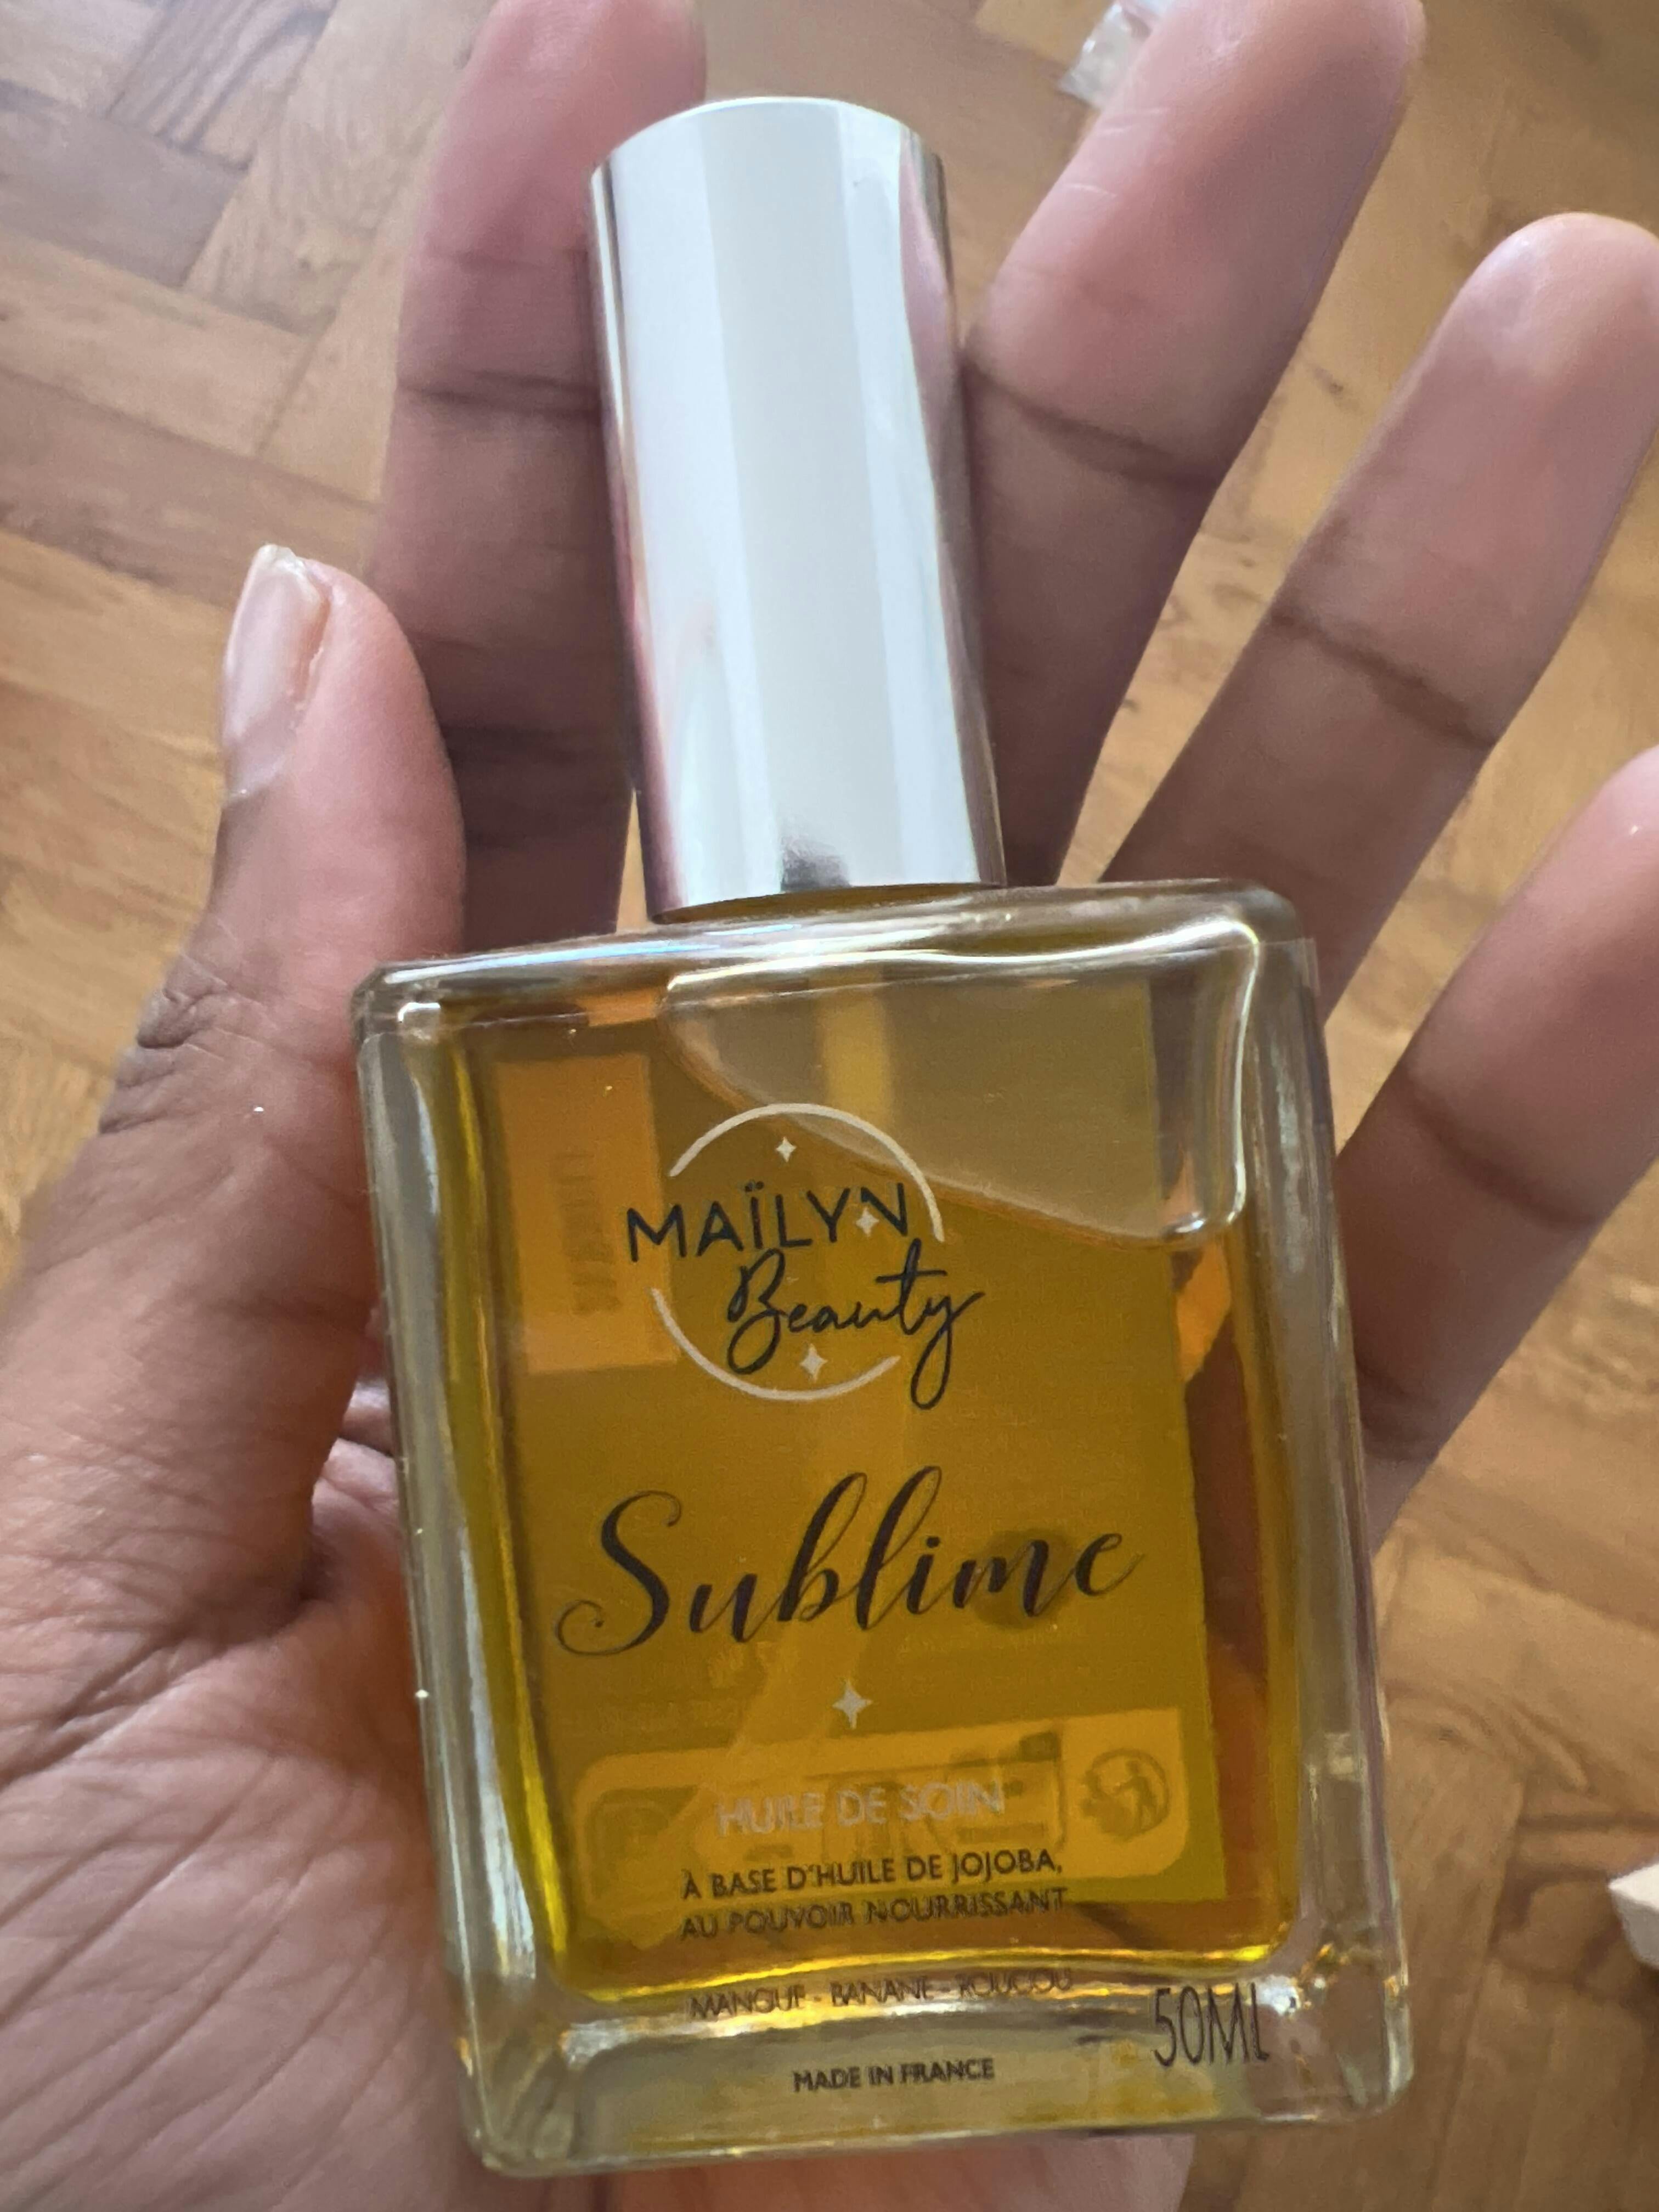 MAÏLYN
Beauty
Sublime
HUILE DE SOIN
À BASE D'HUILE DE JOJOBA,
AU POUVOIR NOURRISSANT
MANGUE - BANANE - ROUCOU
50ML
MADE IN FRANCE